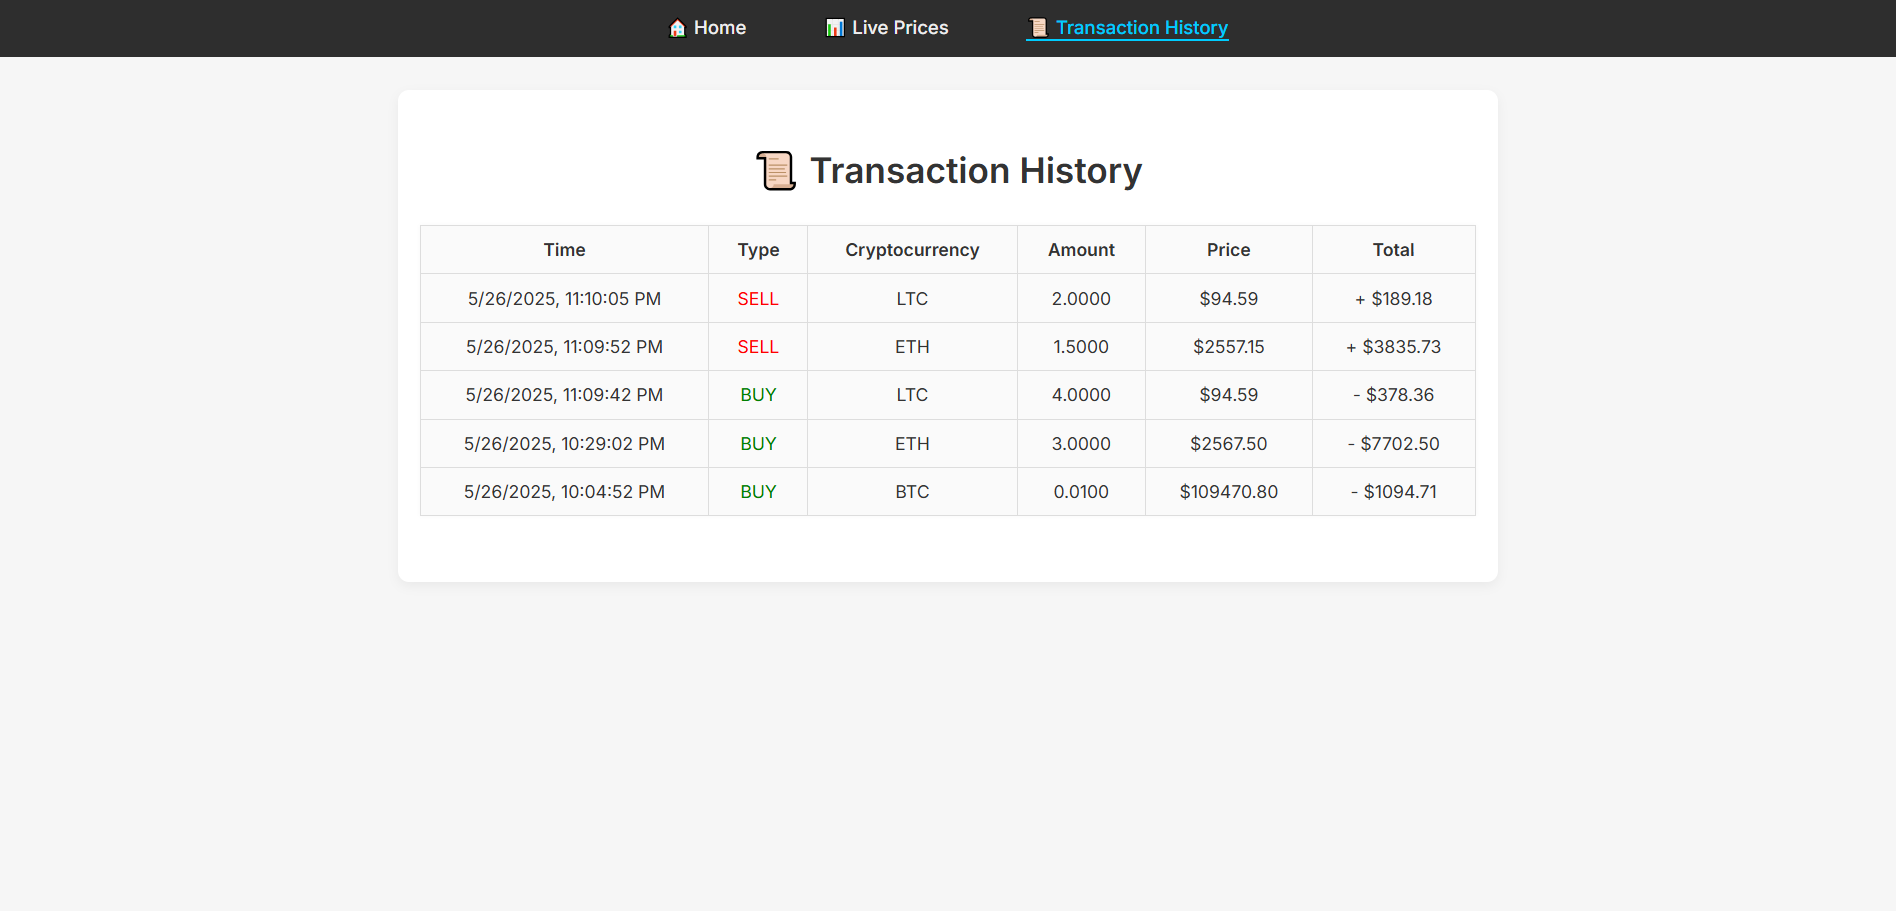 Home Live Prices Transaction History
Transaction History
Time Type Cryptocurrency Amount Price Total
5/26/2025, 11:10:05 PM SELL LTC 2.0000 $94.59 + $189.18
5/26/2025, 11:09:52 PM SELL ETH 1.5000 $2557.15 + $3835.73
5/26/2025, 11:09:42 PM BUY LTC 4.0000 $94.59 - $378.36
5/26/2025, 10:29:02 PM BUY ETH 3.0000 $2567.50 - $7702.50
5/26/2025, 10:04:52 PM BUY BTC 0.0100 $109470.80 - $1094.71